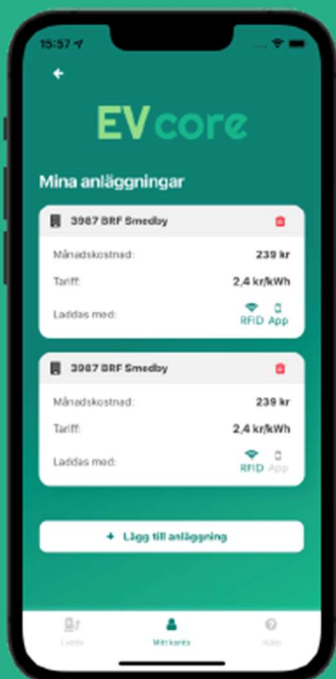 15:57
EVcore
Mina anläggningar
3987 BRF Smedby
Månadskostnad: 239 kr
Tariff: 2,4 kr/kWh
Laddas med: RFID App
3987 BRF Smedby
Månadskostnad: 239 kr
Tariff: 2,4 kr/kWh
Laddas med: RFID App
+ Lägg till anläggning
Ladda Mitt konto Hjälp